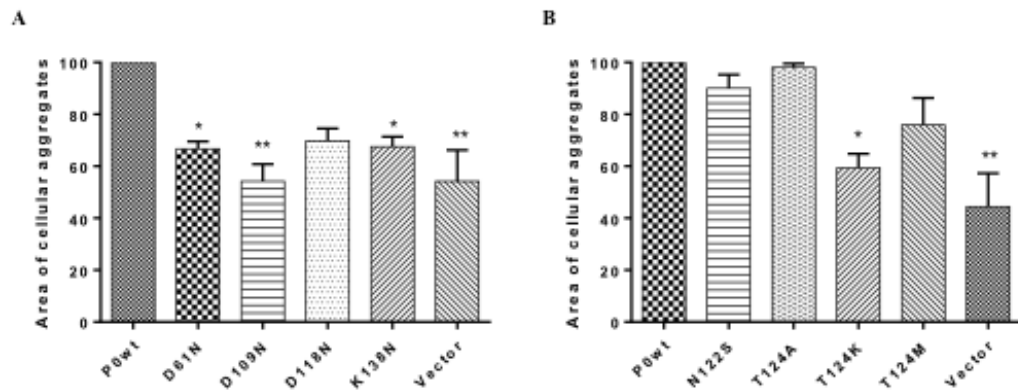 A
B
Area of cellular aggregates
100
80
60
40
20
0
*
**
*
**
P0wt
D61N
D109N
D118N
K138N
Vector
Area of cellular aggregates
100
80
60
40
20
0
*
**
P0wt
N122S
T124A
T124K
T124M
Vector